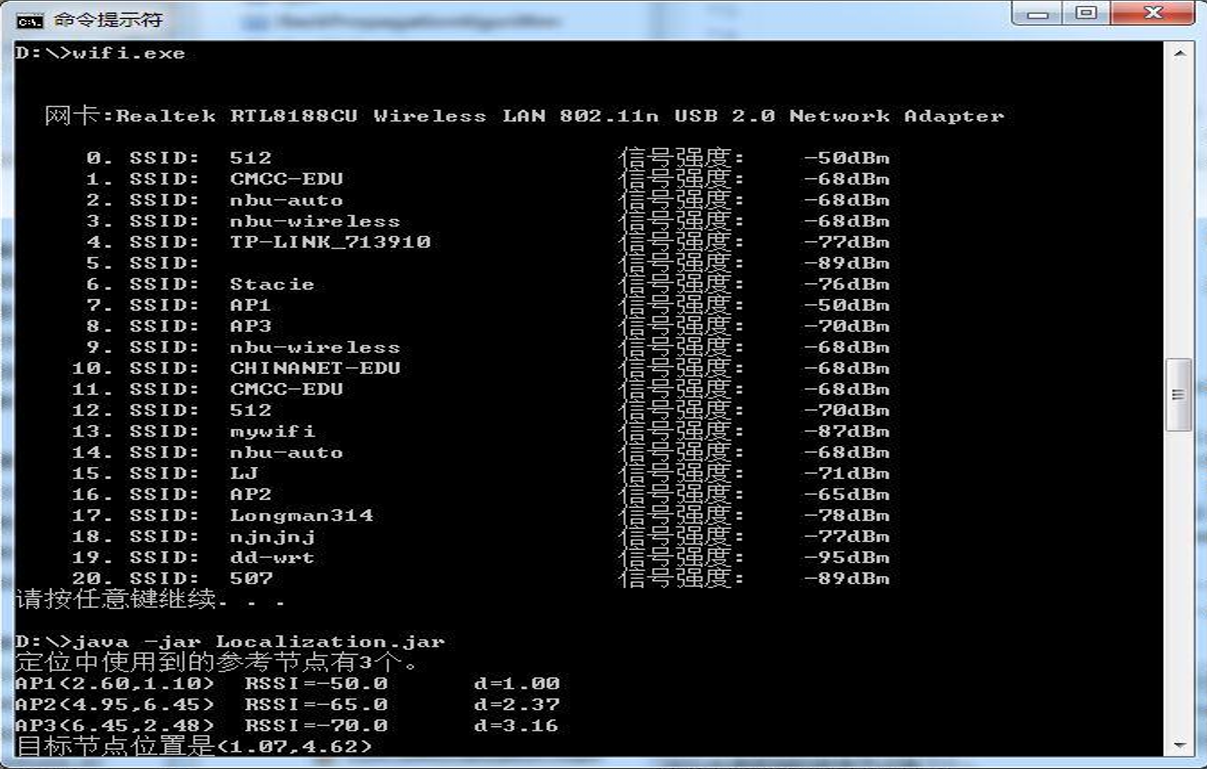 命令提示符
D:\>wifi.exe
网卡:Realtek RTL8188CU Wireless LAN 802.11n USB 2.0 Network Adapter
0. SSID: 512 信号强度: -50dBm
1. SSID: CMCC-EDU 信号强度: -68dBm
2. SSID: nbu-auto 信号强度: -68dBm
3. SSID: nbu-wireless 信号强度: -68dBm
4. SSID: TP-LINK_713910 信号强度: -77dBm
5. SSID: 信号强度: -89dBm
6. SSID: Stacie 信号强度: -76dBm
7. SSID: AP1 信号强度: -50dBm
8. SSID: AP3 信号强度: -70dBm
9. SSID: nbu-wireless 信号强度: -68dBm
10. SSID: CHINANET-EDU 信号强度: -68dBm
11. SSID: CMCC-EDU 信号强度: -68dBm
12. SSID: 512 信号强度: -70dBm
13. SSID: mywifi 信号强度: -87dBm
14. SSID: nbu-auto 信号强度: -68dBm
15. SSID: LJ 信号强度: -71dBm
16. SSID: AP2 信号强度: -65dBm
17. SSID: Longman314 信号强度: -78dBm
18. SSID: njnjnj 信号强度: -77dBm
19. SSID: dd-wrt 信号强度: -95dBm
20. SSID: 507 信号强度: -89dBm
请按任意键继续. . .
D:\>java -jar Localization.jar
定位中使用到的参考节点有3个。
AP1(2.60,1.10) RSSI=-50.0 d=1.00
AP2(4.95,6.45) RSSI=-65.0 d=2.37
AP3(6.45,2.48) RSSI=-70.0 d=3.16
目标节点位置是(1.07,4.62)